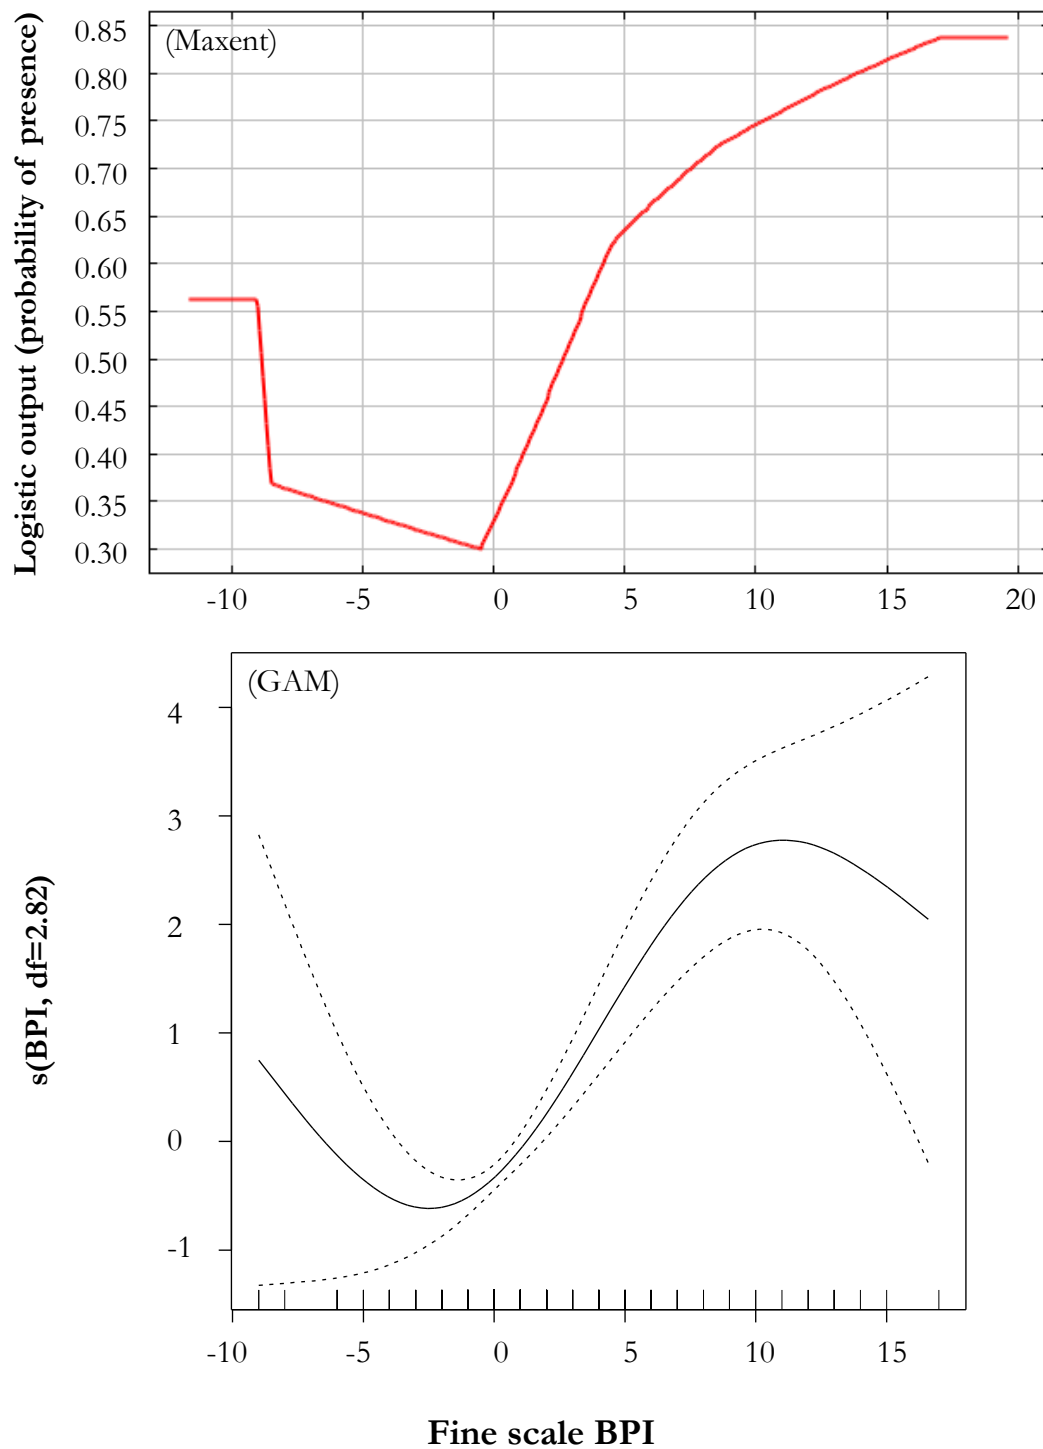 Logistic output (probability of presence)
(Maxent)
0.85
0.80
0.75
0.70
0.65
0.60
0.55
0.50
0.45
0.40
0.35
0.30
-10 -5 0 5 10 15 20
(GAM)
s(BPI, df=2.82)
4
3
2
1
0
-1
-10 -5 0 5 10 15
Fine scale BPI